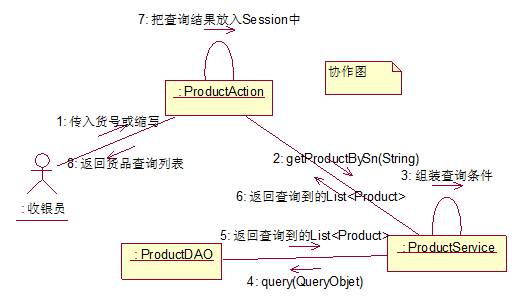 7: 把查询结果放入Session中
协作图
: ProductAction
1: 传入货号或缩写
8: 返回货品查询列表
2: getProductBySn(String)
3: 组装查询条件
6: 返回查询到的List<Product>
: 收银员
5: 返回查询到的List<Product>
: ProductDAO
: ProductService
4: query(QueryObjet)